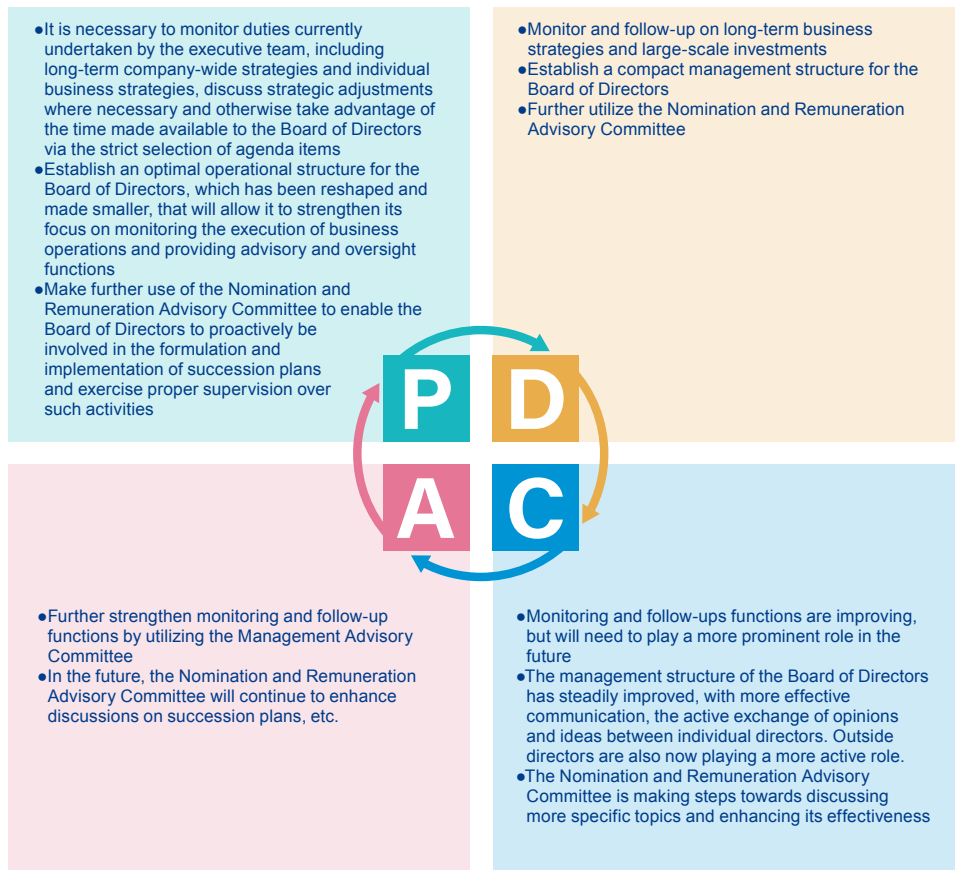 ●It is necessary to monitor duties currently
undertaken by the executive team, including
long-term company-wide strategies and individual
business strategies, discuss strategic adjustments
where necessary and otherwise take advantage of
the time made available to the Board of Directors
via the strict selection of agenda items
●Establish an optimal operational structure for the
Board of Directors, which has been reshaped and
made smaller, that will allow it to strengthen its
focus on monitoring the execution of business
operations and providing advisory and oversight
functions
●Make further use of the Nomination and
Remuneration Advisory Committee to enable the
Board of Directors to proactively be
involved in the formulation and
implementation of succession plans
and exercise proper supervision over
such activities
●Monitor and follow-up on long-term business
strategies and large-scale investments
●Establish a compact management structure for the
Board of Directors
●Further utilize the Nomination and Remuneration
Advisory Committee
P
D
A
C
●Further strengthen monitoring and follow-up
functions by utilizing the Management Advisory
Committee
●In the future, the Nomination and Remuneration
Advisory Committee will continue to enhance
discussions on succession plans, etc.
●Monitoring and follow-ups functions are improving,
but will need to play a more prominent role in the
future
●The management structure of the Board of Directors
has steadily improved, with more effective
communication, the active exchange of opinions
and ideas between individual directors. Outside
directors are also now playing a more active role.
●The Nomination and Remuneration Advisory
Committee is making steps towards discussing
more specific topics and enhancing its effectiveness